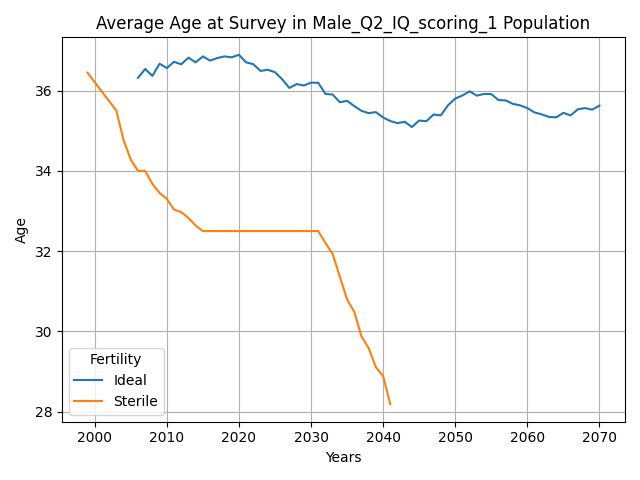 Average Age at Survey in Male_Q2_IQ_scoring_1 Population
Age
36
34
32
30
28
Fertility
Ideal
Sterile
2000 2010 2020 2030 2040 2050 2060 2070
Years